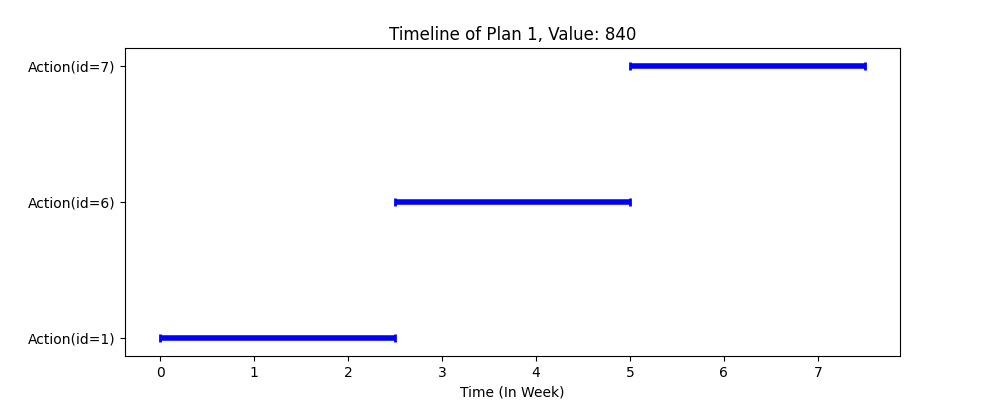 Timeline of Plan 1, Value: 840
Action(id=7)
Action(id=6)
Action(id=1)
0 1 2 3 4 5 6 7
Time (In Week)